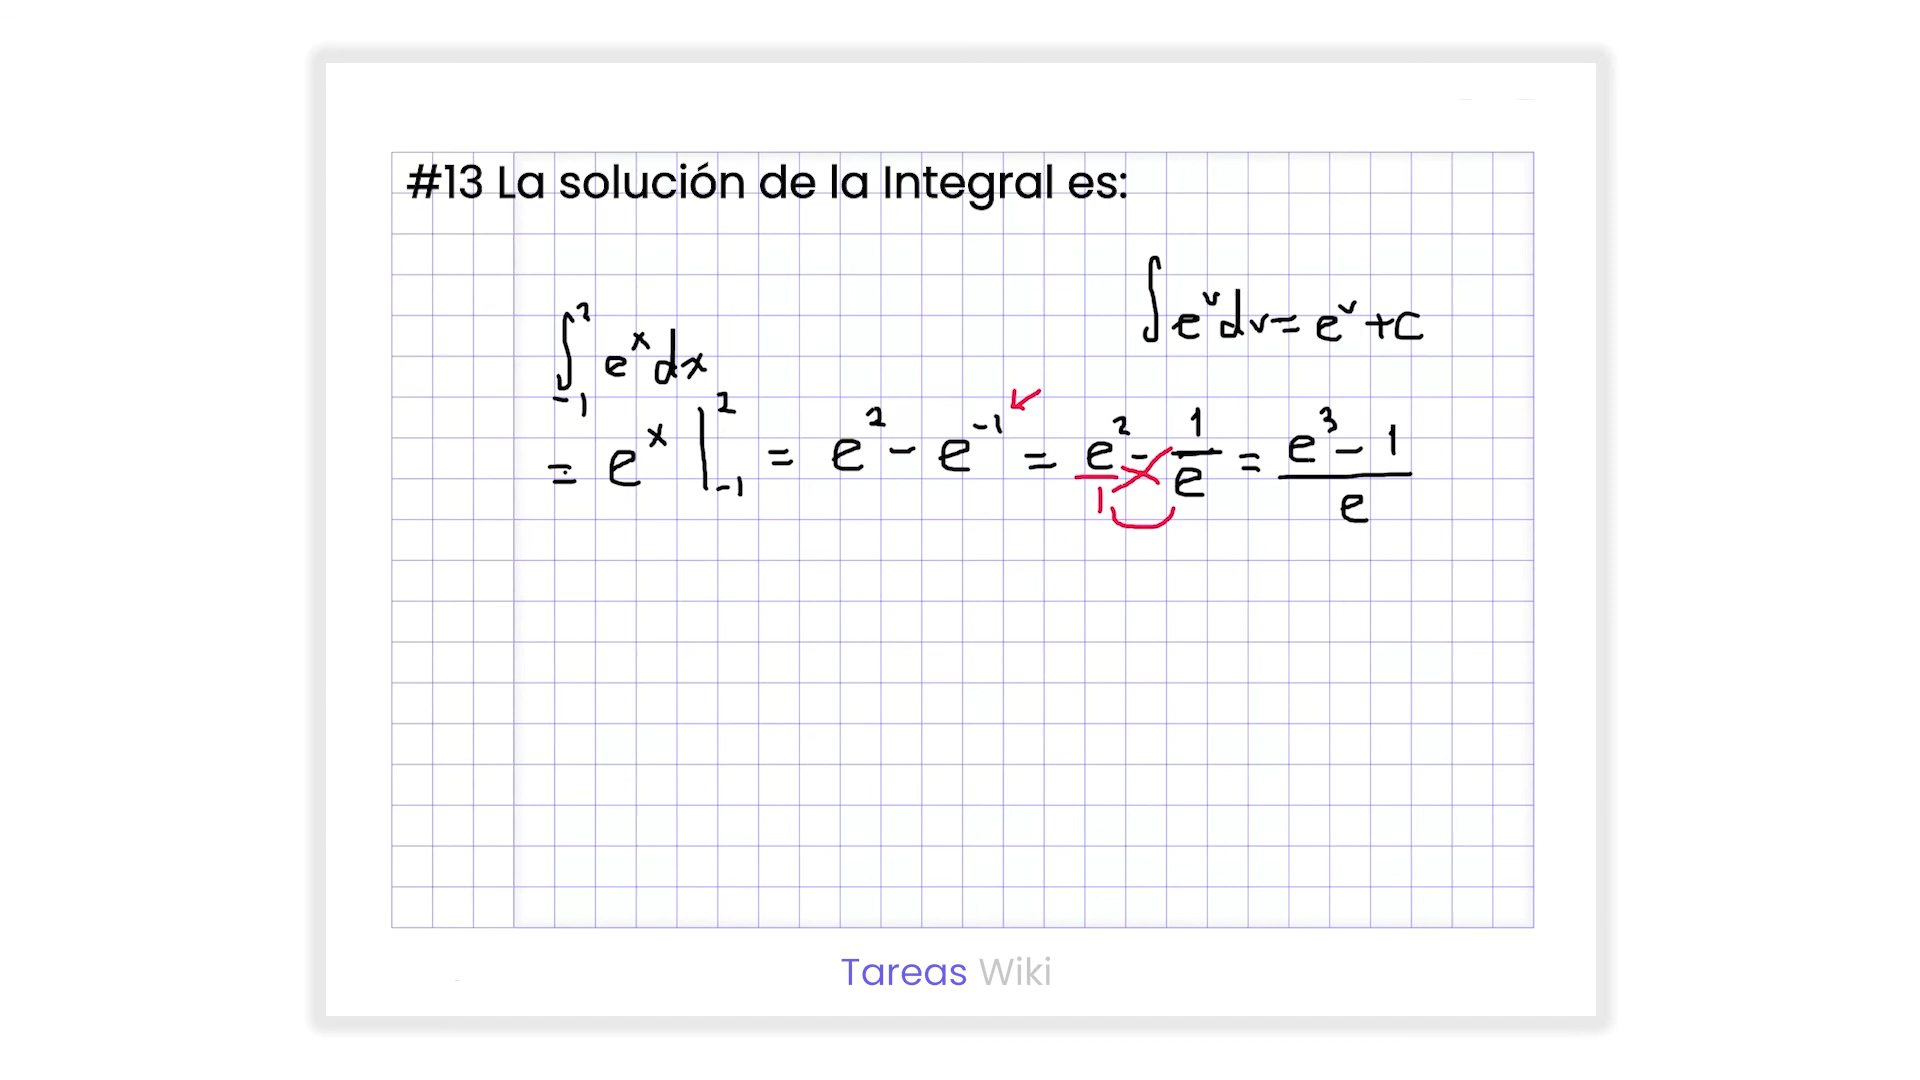 #13 La solución de la Integral es:
∫e^v dv = e^v + C
∫_{-1}^{2} e^x dx
= e^x |_{-1}^{2} = e^2 - e^{-1} = e^2/1 - 1/e = (e^3 - 1)/e
Tareas Wiki